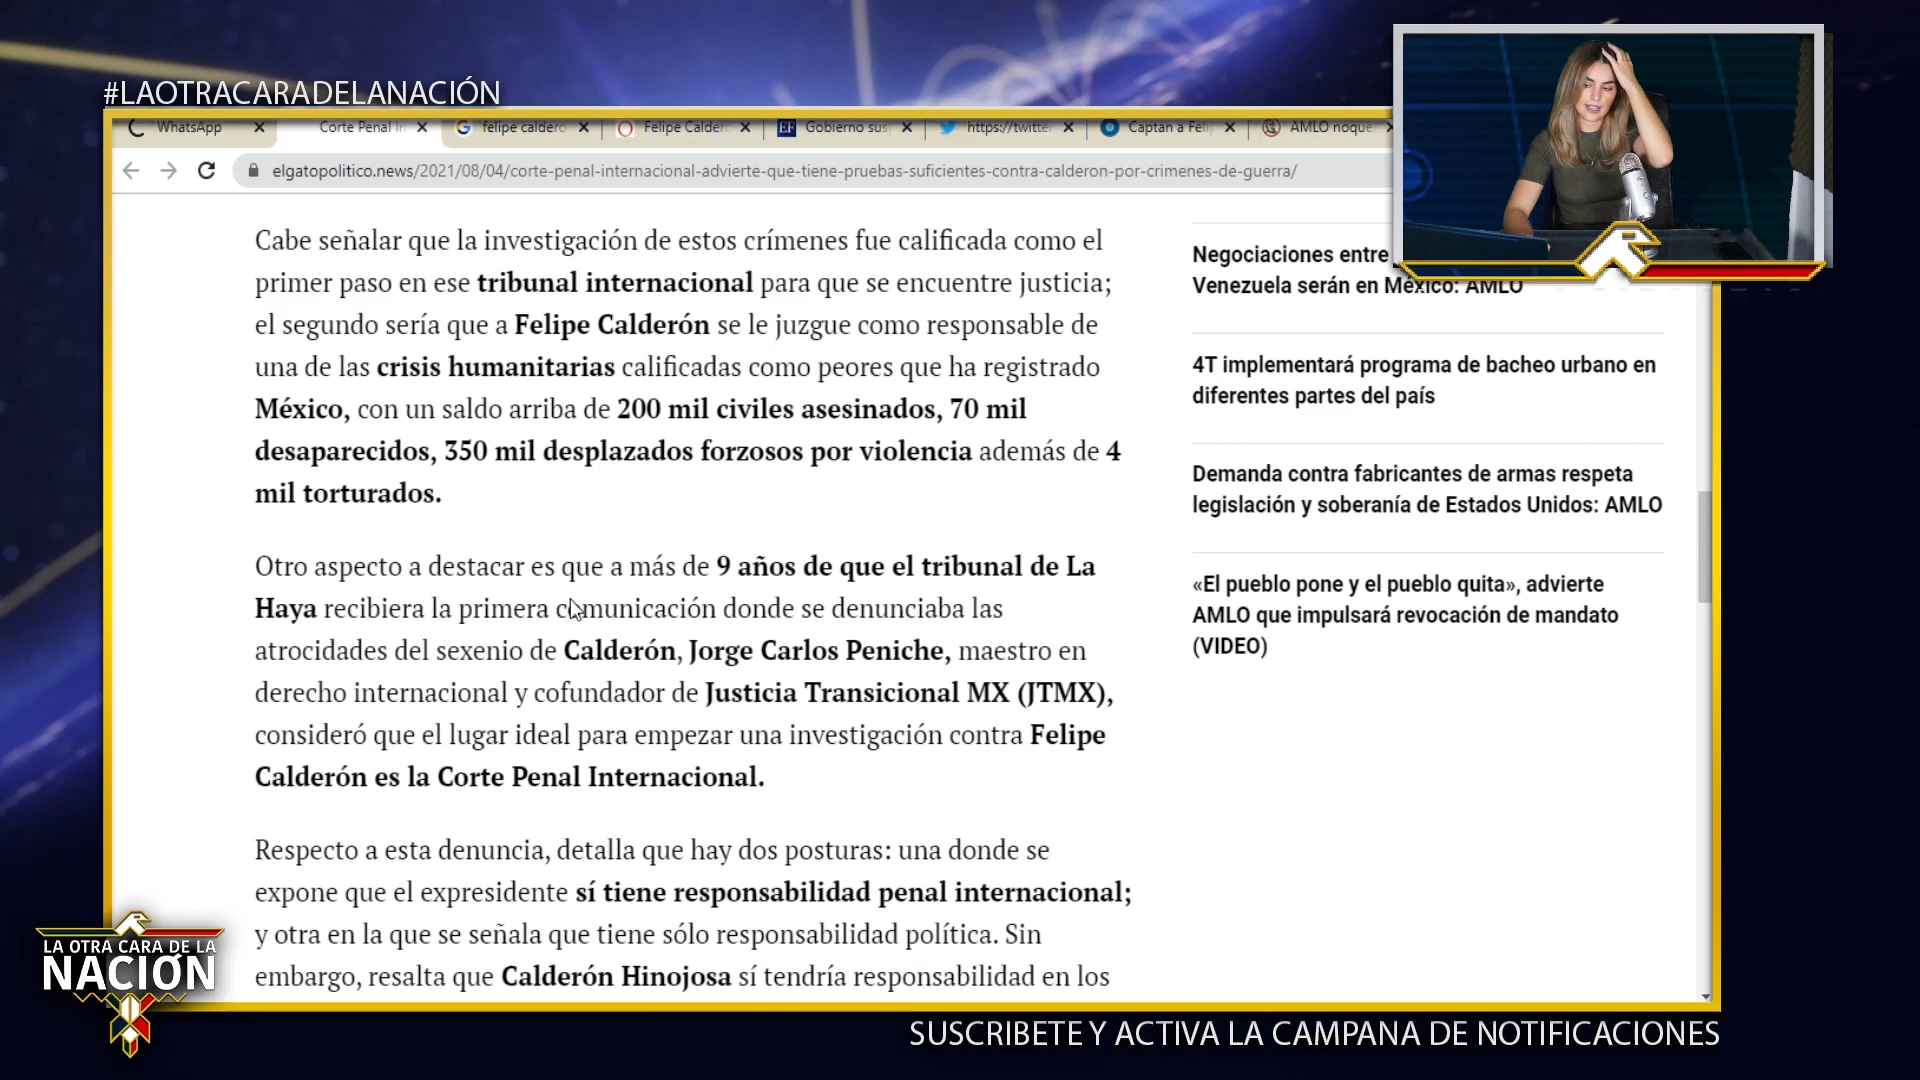 #LAOTRACARADELANACIÓN
WhatsApp
Corte Penal In
felipe caldero
Felipe Calder
Gobierno sus
https://twitte
Captan a Feli
AMLO noque
elgatopolitico.news/2021/08/04/corte-penal-internacional-advierte-que-tiene-pruebas-suficientes-contra-calderon-por-crimenes-de-guerra/
Cabe señalar que la investigación de estos crímenes fue calificada como el
primer paso en ese tribunal internacional para que se encuentre justicia;
el segundo sería que a Felipe Calderón se le juzgue como responsable de
una de las crisis humanitarias calificadas como peores que ha registrado
México, con un saldo arriba de 200 mil civiles asesinados, 70 mil
desaparecidos, 350 mil desplazados forzosos por violencia además de 4
mil torturados.
Otro aspecto a destacar es que a más de 9 años de que el tribunal de La
Haya recibiera la primera comunicación donde se denunciaba las
atrocidades del sexenio de Calderón, Jorge Carlos Peniche, maestro en
derecho internacional y cofundador de Justicia Transicional MX (JTMX),
consideró que el lugar ideal para empezar una investigación contra Felipe
Calderón es la Corte Penal Internacional.
Respecto a esta denuncia, detalla que hay dos posturas: una donde se
expone que el expresidente sí tiene responsabilidad penal internacional;
y otra en la que se señala que tiene sólo responsabilidad política. Sin
embargo, resalta que Calderón Hinojosa sí tendría responsabilidad en los
Negociaciones entre
Venezuela serán en México: AMLO
4T implementará programa de bacheo urbano en
diferentes partes del país
Demanda contra fabricantes de armas respeta
legislación y soberanía de Estados Unidos: AMLO
«El pueblo pone y el pueblo quita», advierte
AMLO que impulsará revocación de mandato
(VIDEO)
LA OTRA CARA DE LA
NACIÓN
SUSCRIBETE Y ACTIVA LA CAMPANA DE NOTIFICACIONES